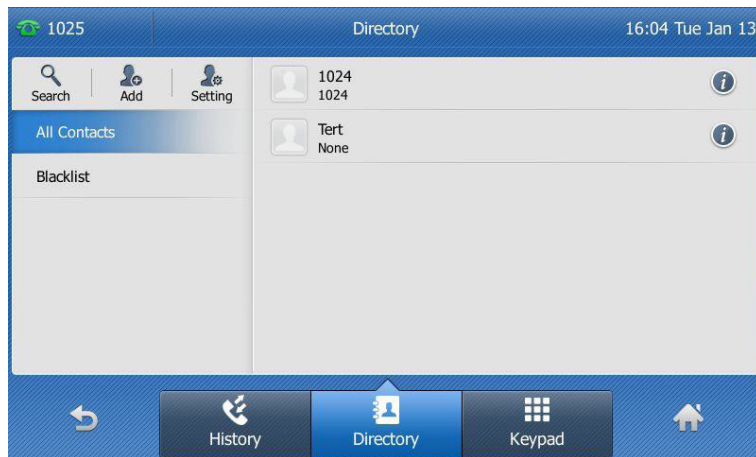 1025
Directory
16:04 Tue Jan 13
Search
Add
Setting
All Contacts
Blacklist
1024
1024
Tert
None
History
Directory
Keypad